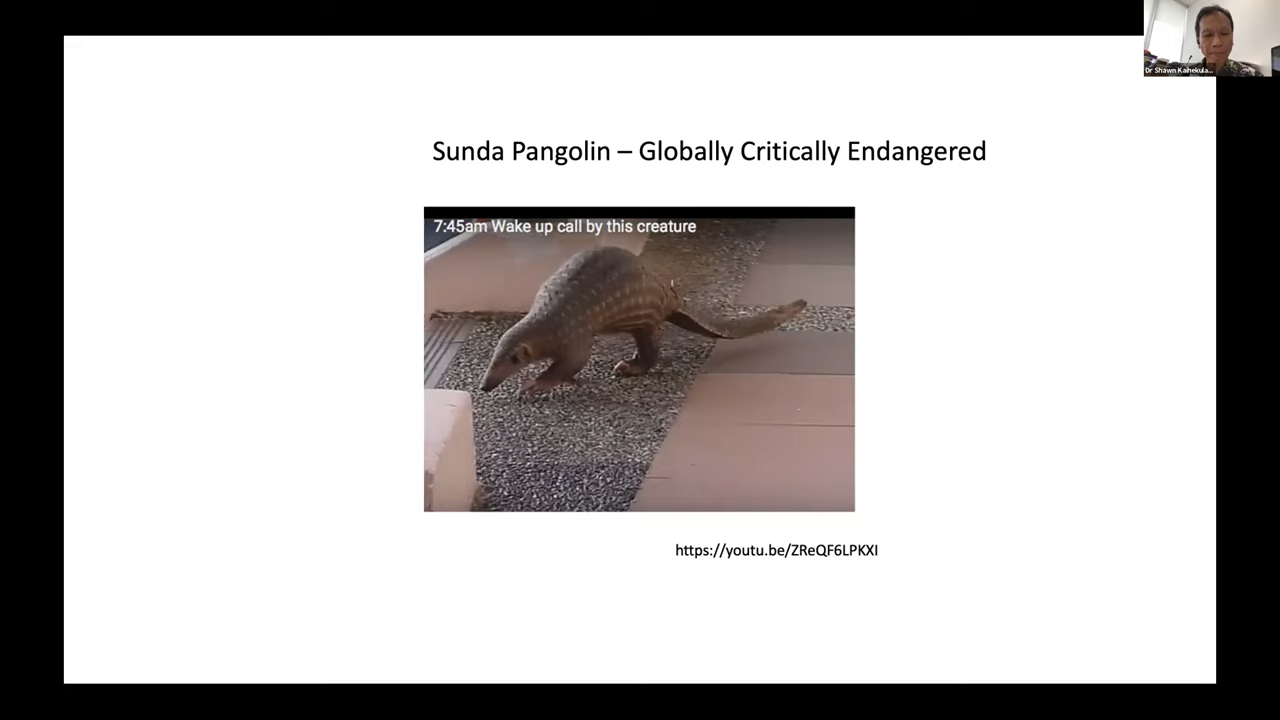 Dr Shawn Kaihekula...
Sunda Pangolin – Globally Critically Endangered
7:45am Wake up call by this creature
https://youtu.be/ZReQF6LPKXI